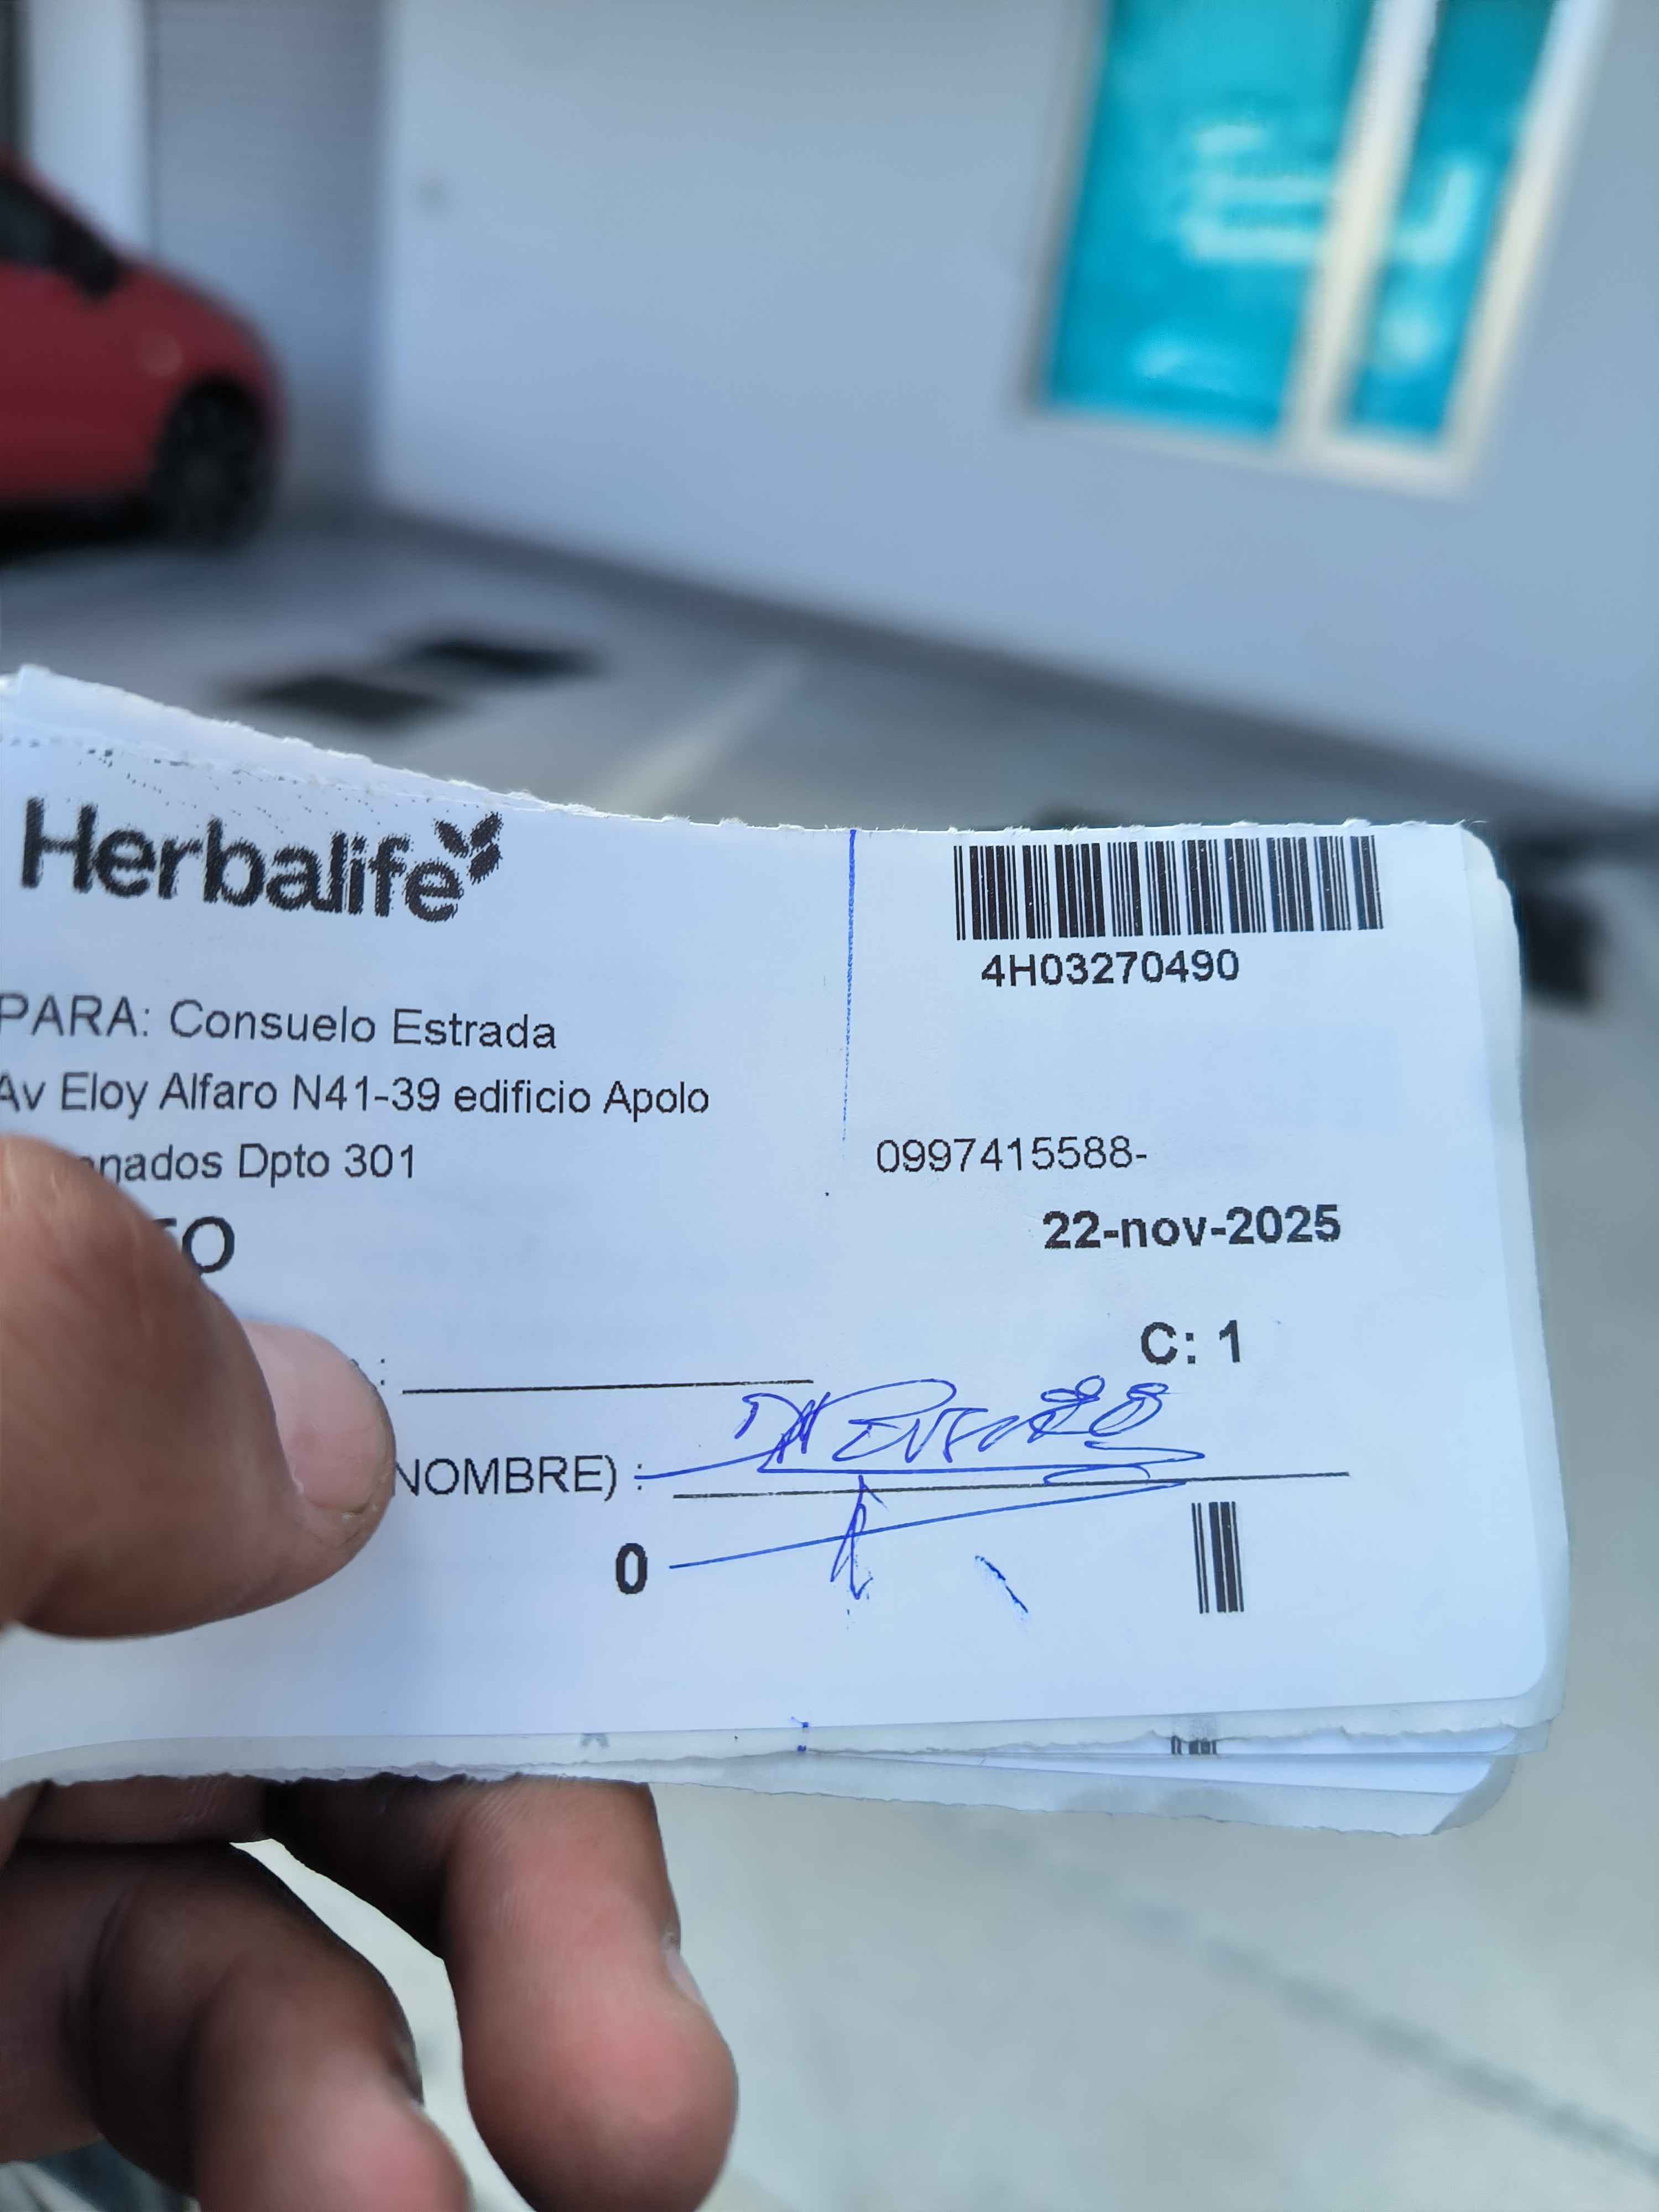 Herbalife
4H03270490
PARA: Consuelo Estrada
Av Eloy Alfaro N41-39 edificio Apolo
Dpto 301
0997415588-
22-nov-2025
C: 1
:
NOMBRE) :
0